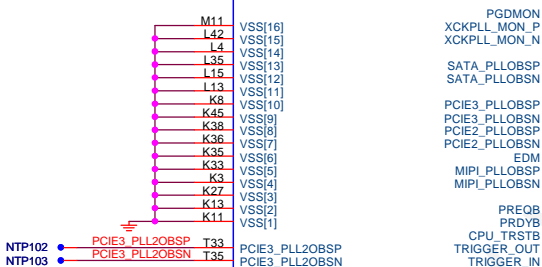 PGDMON
M11 VSS[16] XCKPLL_MON_P
L42 VSS[15] XCKPLL_MON_N
L4 VSS[14]
L35 VSS[13] SATA_PLLOBSP
L15 VSS[12] SATA_PLLOBSN
L13 VSS[11]
K8 VSS[10] PCIE3_PLLOBSP
K45 VSS[9] PCIE3_PLLOBSN
K38 VSS[8] PCIE2_PLLOBSP
K36 VSS[7] PCIE2_PLLOBSN
K35 VSS[6] EDM
K33 VSS[5] MIPI_PLLOBSP
K3 VSS[4] MIPI_PLLOBSN
K27 VSS[3]
K13 VSS[2] PREQB
K11 VSS[1] PRDYB
CPU_TRSTB
NTP102 PCIE3_PLL2OBSP T33 PCIE3_PLL2OBSP TRIGGER_OUT
NTP103 PCIE3_PLL2OBSN T35 PCIE3_PLL2OBSN TRIGGER_IN